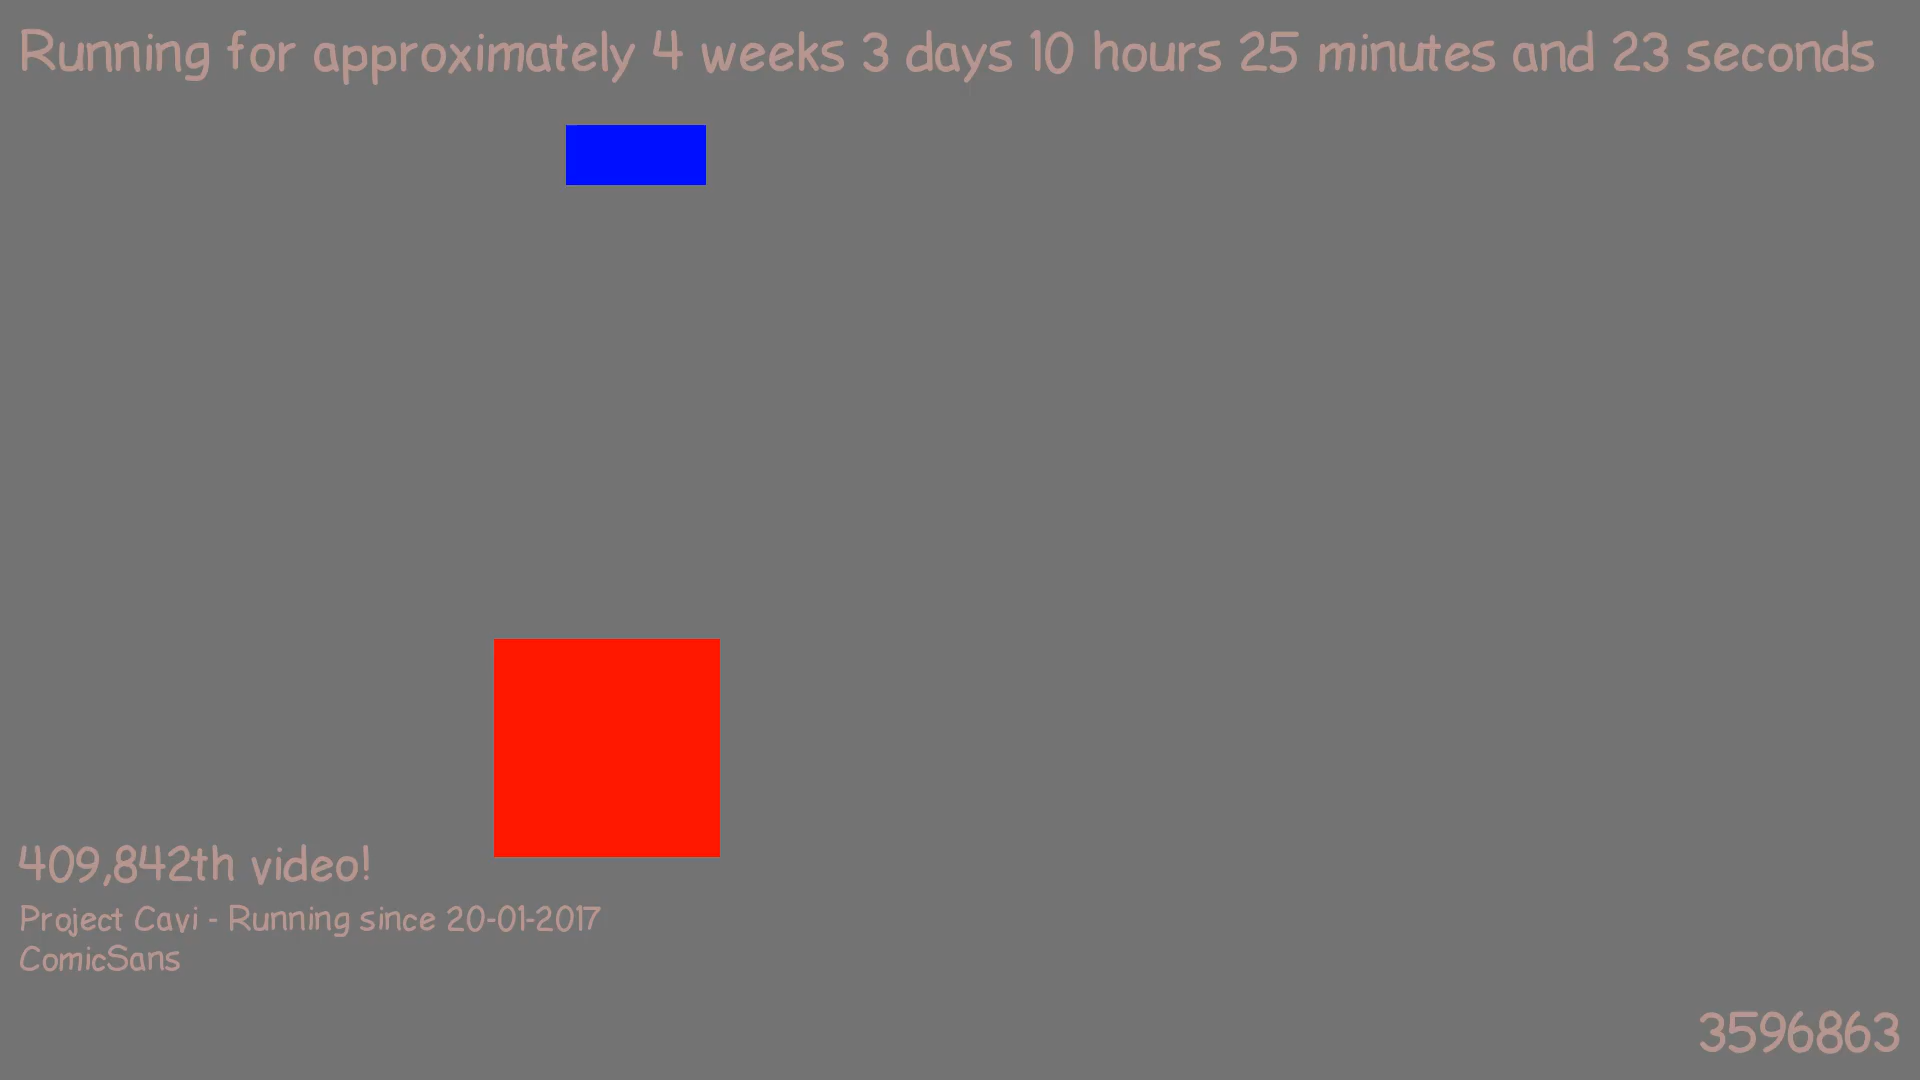 Running for approximately 4 weeks 3 days 10 hours 25 minutes and 23 seconds
409,842th video!
Project Cavi - Running since 20-01-2017
ComicSans
3596863